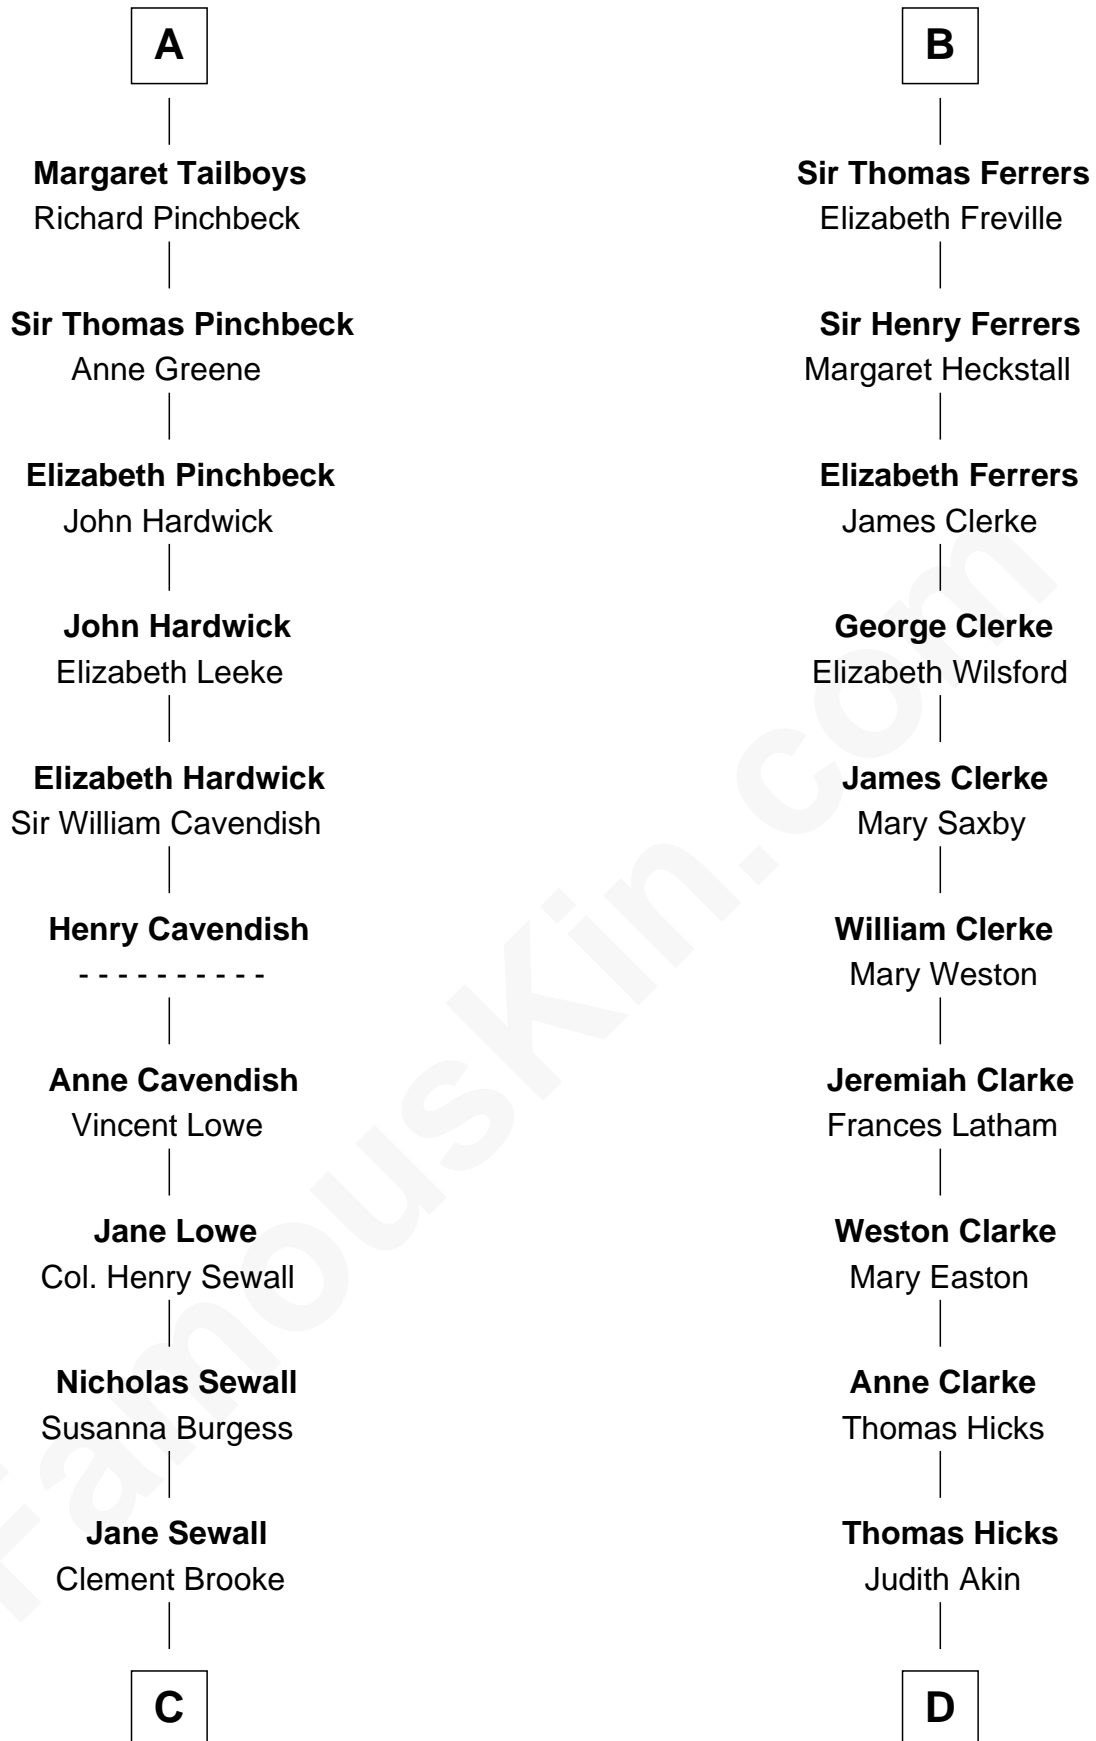 A
Margaret Tailboys
Richard Pinchbeck
Sir Thomas Pinchbeck
Anne Greene
Elizabeth Pinchbeck
John Hardwick
John Hardwick
Elizabeth Leeke
Elizabeth Hardwick
Sir William Cavendish
Henry Cavendish
- - - - - - - - - -
Anne Cavendish
Vincent Lowe
Jane Lowe
Col. Henry Sewall
Nicholas Sewall
Susanna Burgess
Jane Sewall
Clement Brooke
C
B
Sir Thomas Ferrers
Elizabeth Freville
Sir Henry Ferrers
Margaret Heckstall
Elizabeth Ferrers
James Clerke
George Clerke
Elizabeth Wilsford
James Clerke
Mary Saxby
William Clerke
Mary Weston
Jeremiah Clarke
Frances Latham
Weston Clarke
Mary Easton
Anne Clarke
Thomas Hicks
Thomas Hicks
Judith Akin
D
FamousKin.com